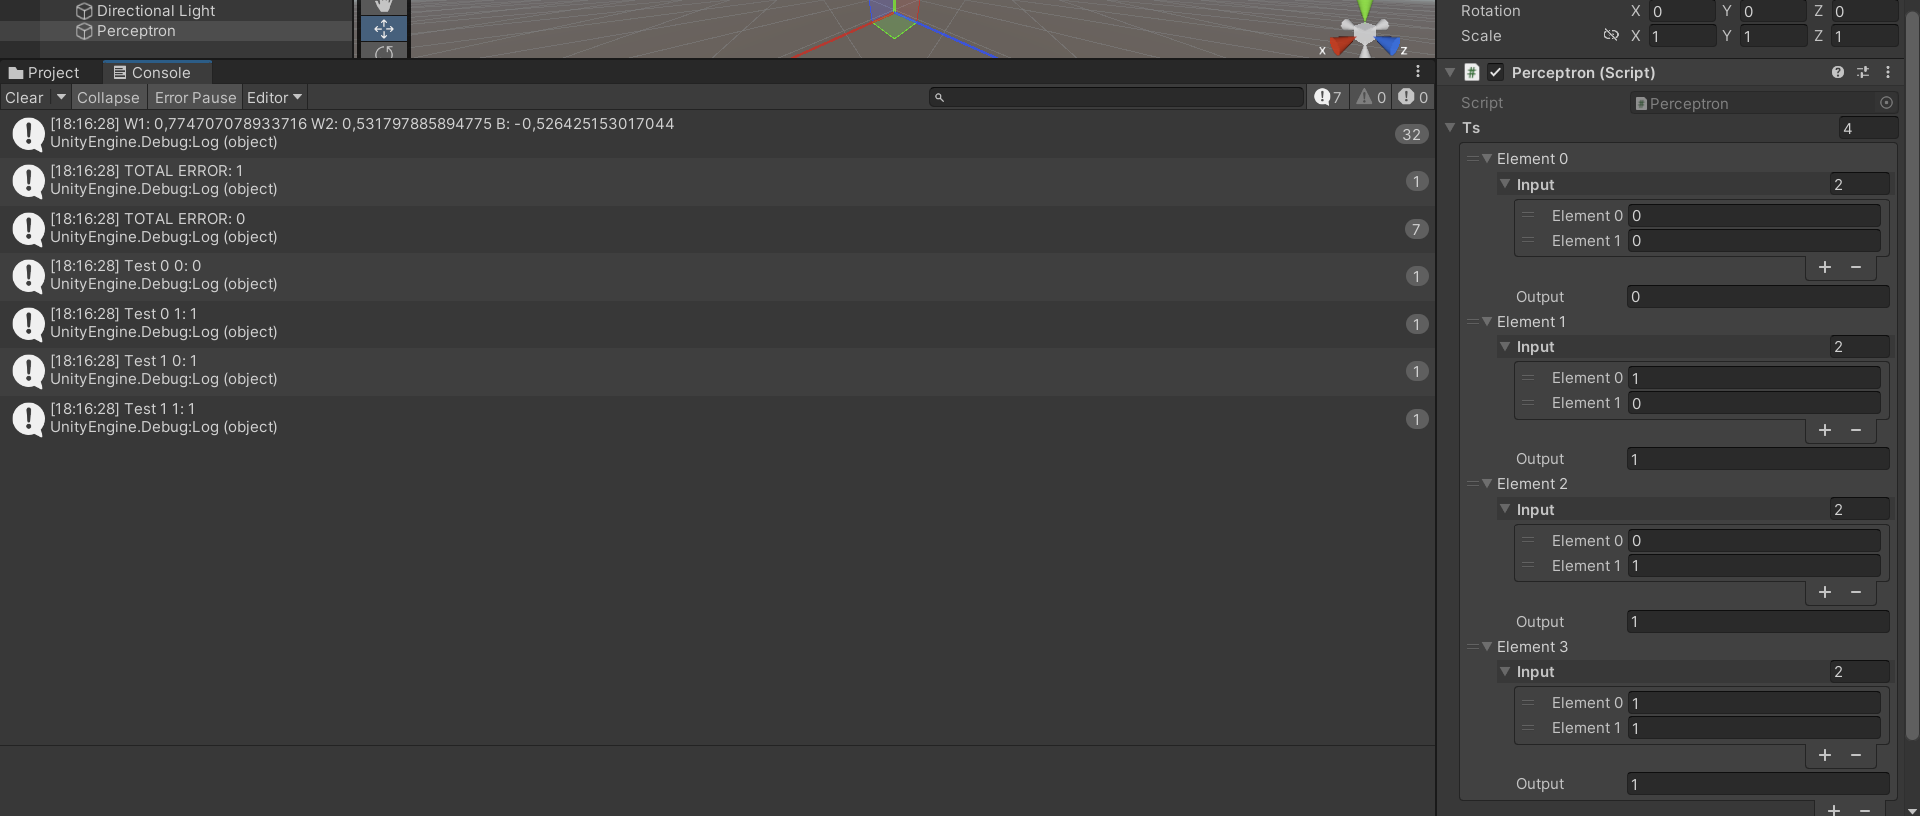 Directional Light
Perceptron
Project
Console
Clear Collapse Error Pause Editor 7 0 0
[18:16:28] W1: 0,774707078933716 W2: 0,531797885894775 B: -0,526425153017044
UnityEngine.Debug:Log (object)
32
[18:16:28] TOTAL ERROR: 1
UnityEngine.Debug:Log (object)
1
[18:16:28] TOTAL ERROR: 0
UnityEngine.Debug:Log (object)
7
[18:16:28] Test 0 0: 0
UnityEngine.Debug:Log (object)
1
[18:16:28] Test 0 1: 1
UnityEngine.Debug:Log (object)
1
[18:16:28] Test 1 0: 1
UnityEngine.Debug:Log (object)
1
[18:16:28] Test 1 1: 1
UnityEngine.Debug:Log (object)
1
x z
Rotation X 0 Y 0 Z 0
Scale X 1 Y 1 Z 1
# Perceptron (Script)
Script # Perceptron
Ts 4
Element 0
Input 2
Element 0 0
Element 1 0
+ −
Output 0
Element 1
Input 2
Element 0 1
Element 1 0
+ −
Output 1
Element 2
Input 2
Element 0 0
Element 1 1
+ −
Output 1
Element 3
Input 2
Element 0 1
Element 1 1
+ −
Output 1
+ −